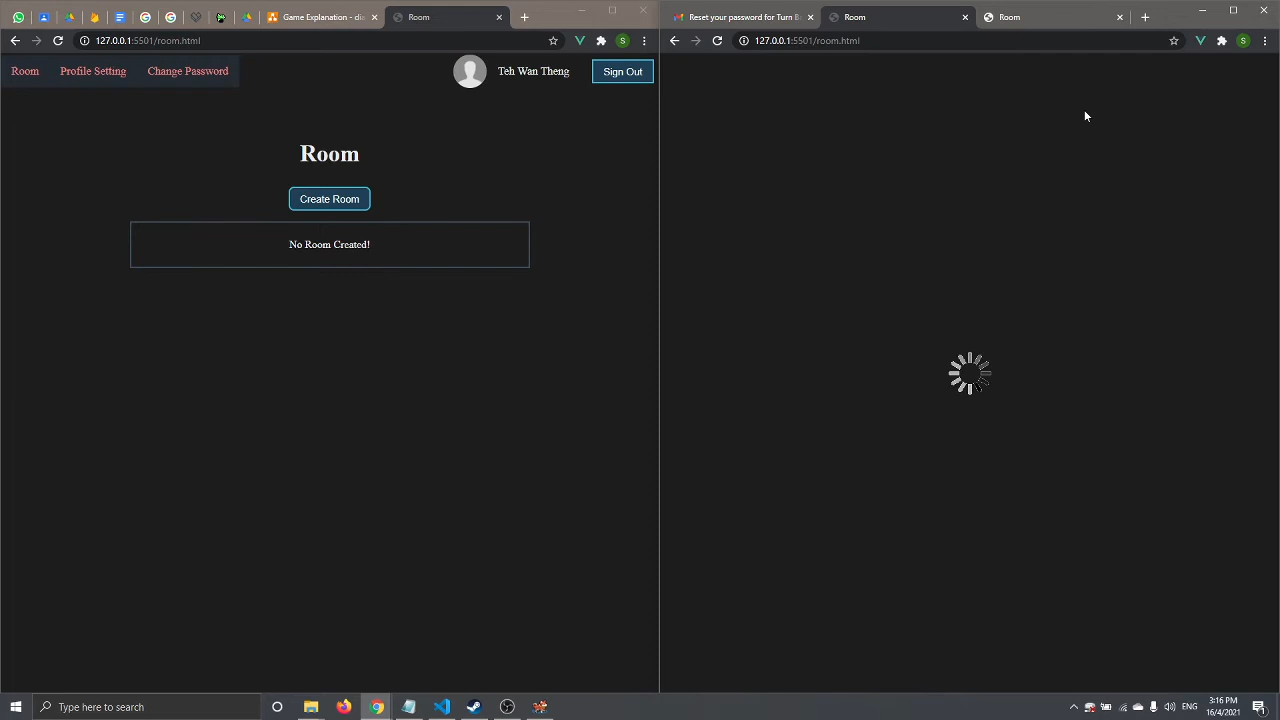 Game Explanation - dia
Room
Reset your password for Turn B
Room
Room
127.0.0.1:5501/room.html
S
127.0.0.1:5501/room.html
S
Room
Profile Setting
Change Password
Teh Wan Theng
Sign Out
Room
Create Room
No Room Created!
Type here to search
ENG
3:16 PM
16/4/2021